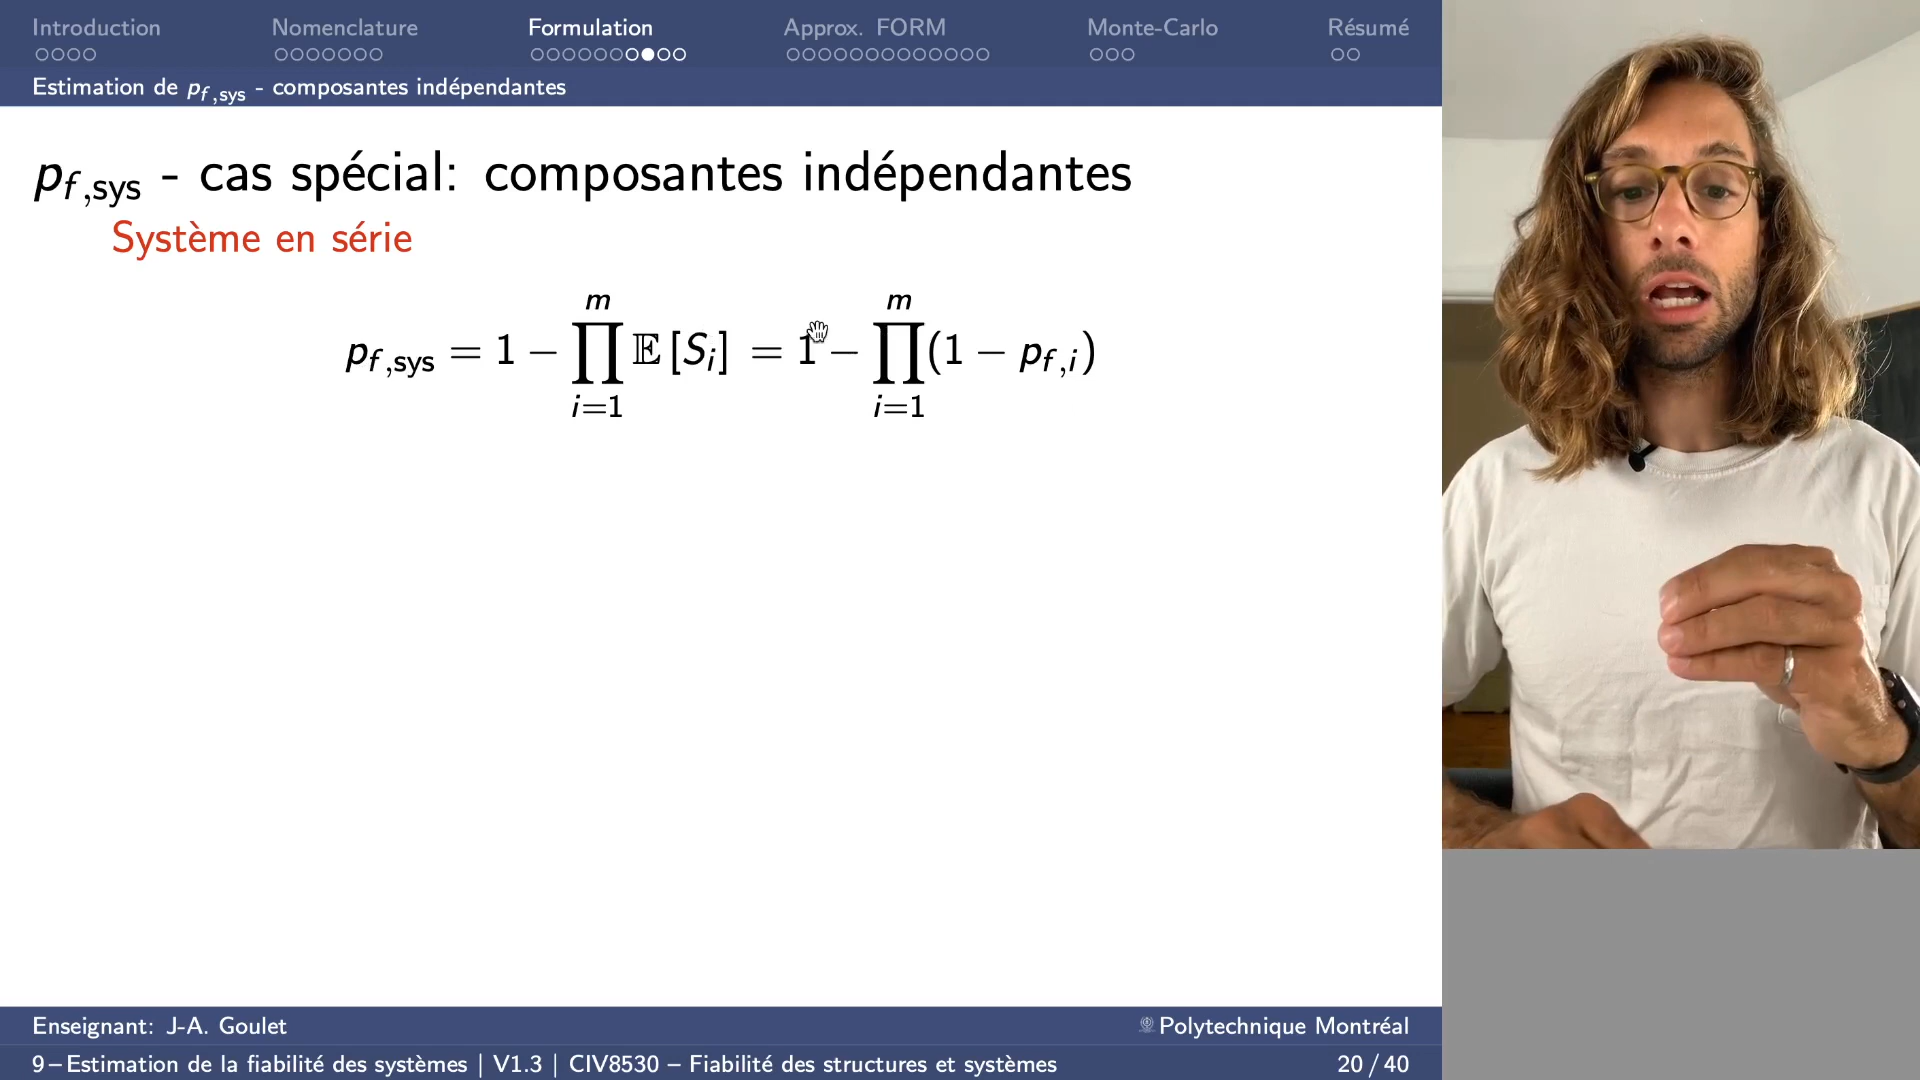 Introduction Nomenclature Formulation Approx. FORM Monte-Carlo Résumé
Estimation de p_{f,sys} - composantes indépendantes
p_{f,sys} - cas spécial: composantes indépendantes
Système en série
p_{f,sys} = 1 − ∏_{i=1}^{m} 𝔼[S_i] = 1 − ∏_{i=1}^{m} (1 − p_{f,i})
Enseignant: J-A. Goulet Polytechnique Montréal
9 – Estimation de la fiabilité des systèmes | V1.3 | CIV8530 – Fiabilité des structures et systèmes 20 / 40